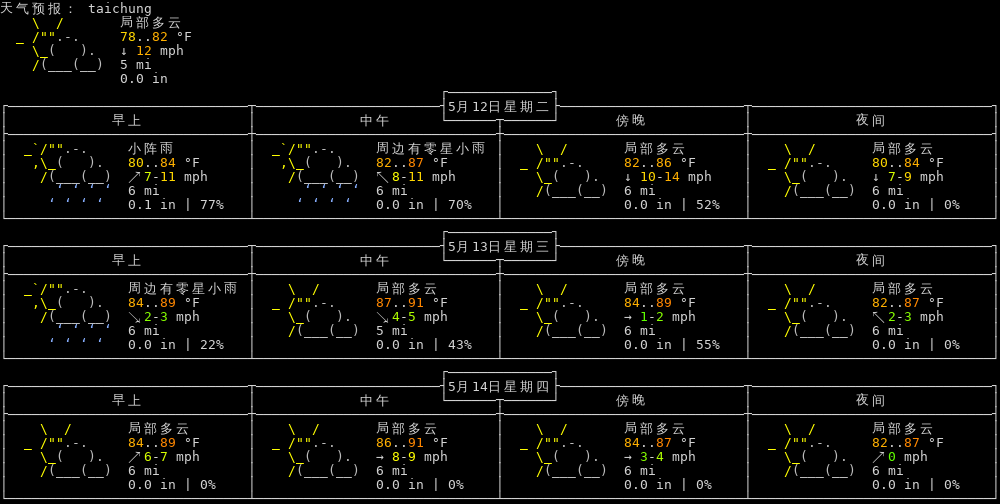 天气预报： taichung
局部多云
78..82 °F
↓ 12 mph
5 mi
0.0 in
5月12日星期二
早上 中午 傍晚 夜间
小阵雨 周边有零星小雨 局部多云 局部多云
80..84 °F 82..87 °F 82..86 °F 80..84 °F
↗ 7-11 mph ↖ 8-11 mph ↓ 10-14 mph ↓ 7-9 mph
6 mi 6 mi 6 mi 6 mi
0.1 in | 77% 0.0 in | 70% 0.0 in | 52% 0.0 in | 0%
5月13日星期三
早上 中午 傍晚 夜间
周边有零星小雨 局部多云 局部多云 局部多云
84..89 °F 87..91 °F 84..89 °F 82..87 °F
↘ 2-3 mph ↘ 4-5 mph → 1-2 mph ↖ 2-3 mph
6 mi 5 mi 6 mi 6 mi
0.0 in | 22% 0.0 in | 43% 0.0 in | 55% 0.0 in | 0%
5月14日星期四
早上 中午 傍晚 夜间
局部多云 局部多云 局部多云 局部多云
84..89 °F 86..91 °F 84..87 °F 82..87 °F
↗ 6-7 mph → 8-9 mph → 3-4 mph ↗ 0 mph
6 mi 6 mi 6 mi 6 mi
0.0 in | 0% 0.0 in | 0% 0.0 in | 0% 0.0 in | 0%